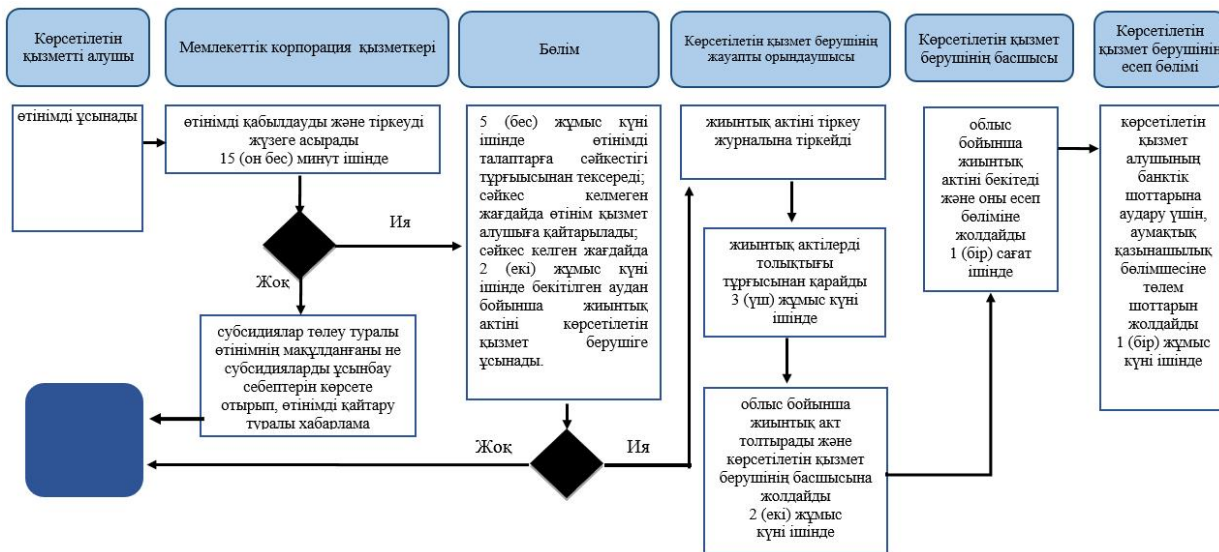 Көрсетілетін
қызметті алушы
Мемлекеттік корпорация қызметкері
Бөлім
Көрсетілетін қызмет берушінің
жауапты орындаушысы
Көрсетілетін қызмет
берушінің басшысы
Көрсетілетін
қызмет берушінің
есеп бөлімі
өтінімді ұсынады
өтінімді қабылдауды және тіркеуді
жүзеге асырады
15 (он бес) минут ішінде
Ия
Жоқ
субсидиялар төлеу туралы
өтінімнің мақұлданғаны не
субсидияларды ұсынбау
себептерін көрсете
отырып, өтінімді қайтару
туралы хабарлама
5 (бес) жұмыс күні
ішінде өтінімді
талаптарға сәйкестігі
тұрғыысынан тексереді;
сәйкес келмеген
жағдайда өтінім қызмет
алушыға қайтарылады;
сәйкес келген жағдайда
2 (екі) жұмыс күні
ішінде бекітілген аудан
бойынша жиынтық
актіні көрсетілетін
қызмет берушіге
ұсынады.
Жоқ
Ия
жиынтық актіні тіркеу
журналына тіркейді
жиынтық актілерді
толықтығы
тұрғысынан қарайды
3 (үш) жұмыс күні
ішінде
облыс бойынша
жиынтық акт
толтырады және
көрсетілетін қызмет
берушінің басшысына
жолдайды
2 (екі) жұмыс
күні ішінде
облыс
бойынша
жиынтық
актіні бекітеді
және оны есеп
бөліміне
жолдайды
1 (бір) сағат
ішінде
көрсетілетін
қызмет
алушының
банктік
шоттарына
аудару үшін,
аумақтық
қазынашылық
бөлімшесіне
төлем
шоттарын
жолдайды
1 (бір) жұмыс
күні ішінде